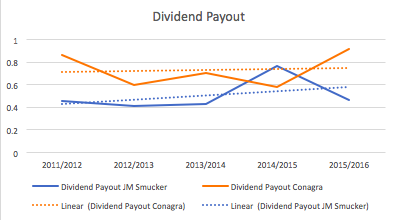 Dividend Payout
1
0.8
0.6
0.4
0.2
0
2011/2012 2012/2013 2013/2014 2014/2015 2015/2016
Dividend Payout JM Smucker Dividend Payout Conagra
Linear (Dividend Payout Conagra) Linear (Dividend Payout JM Smucker)